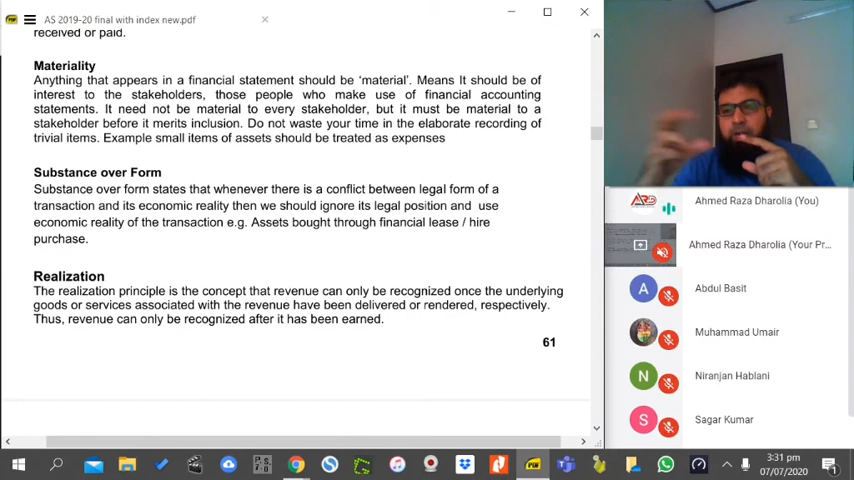 AS 2019-20 final with index new.pdf
received or paid.
Materiality
Anything that appears in a financial statement should be ‘material’. Means It should be of
interest to the stakeholders, those people who make use of financial accounting
statements. It need not be material to every stakeholder, but it must be material to a
stakeholder before it merits inclusion. Do not waste your time in the elaborate recording of
trivial items. Example small items of assets should be treated as expenses
Substance over Form
Substance over form states that whenever there is a conflict between legal form of a
transaction and its economic reality then we should ignore its legal position and use
economic reality of the transaction e.g. Assets bought through financial lease / hire
purchase.
Realization
The realization principle is the concept that revenue can only be recognized once the underlying
goods or services associated with the revenue have been delivered or rendered, respectively.
Thus, revenue can only be recognized after it has been earned.
61
Ahmed Raza Dharolia (You)
Ahmed Raza Dharolia (Your Pr...
A
Abdul Basit
Muhammad Umair
N
Niranjan Hablani
S
Sagar Kumar
3:31 pm
07/07/2020